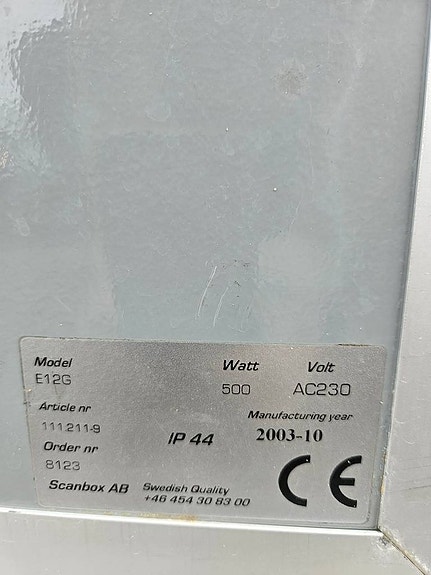 Model Watt Volt
E12G 500 AC230
Article nr Manufacturing year
111.211-9 IP 44 2003-10
Order nr
8123 CE
Scanbox AB Swedish Quality
+46 454 30 83 00